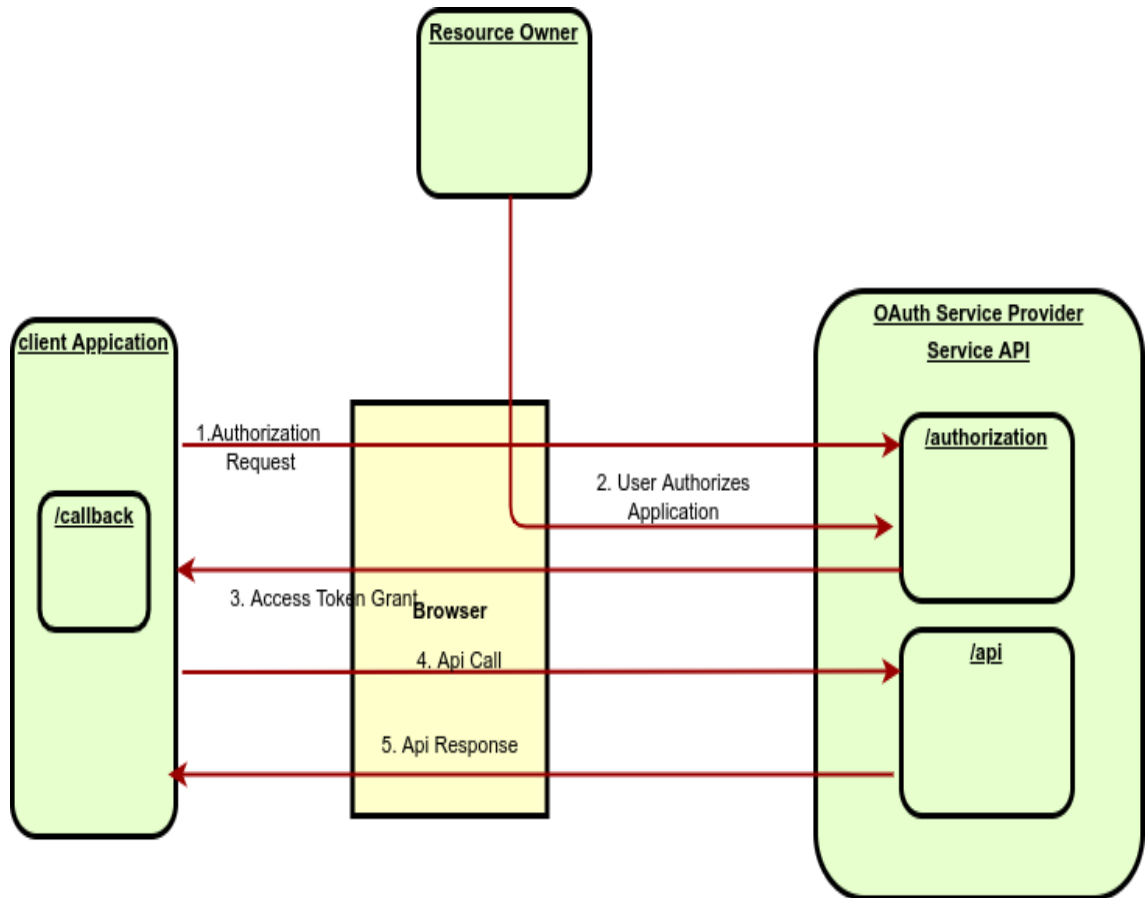 Resource Owner
OAuth Service Provider
Service API
client Appication
1.Authorization
Request
/authorization
2. User Authorizes
Application
/callback
3. Access Token Grant
Browser
4. Api Call
/api
5. Api Response